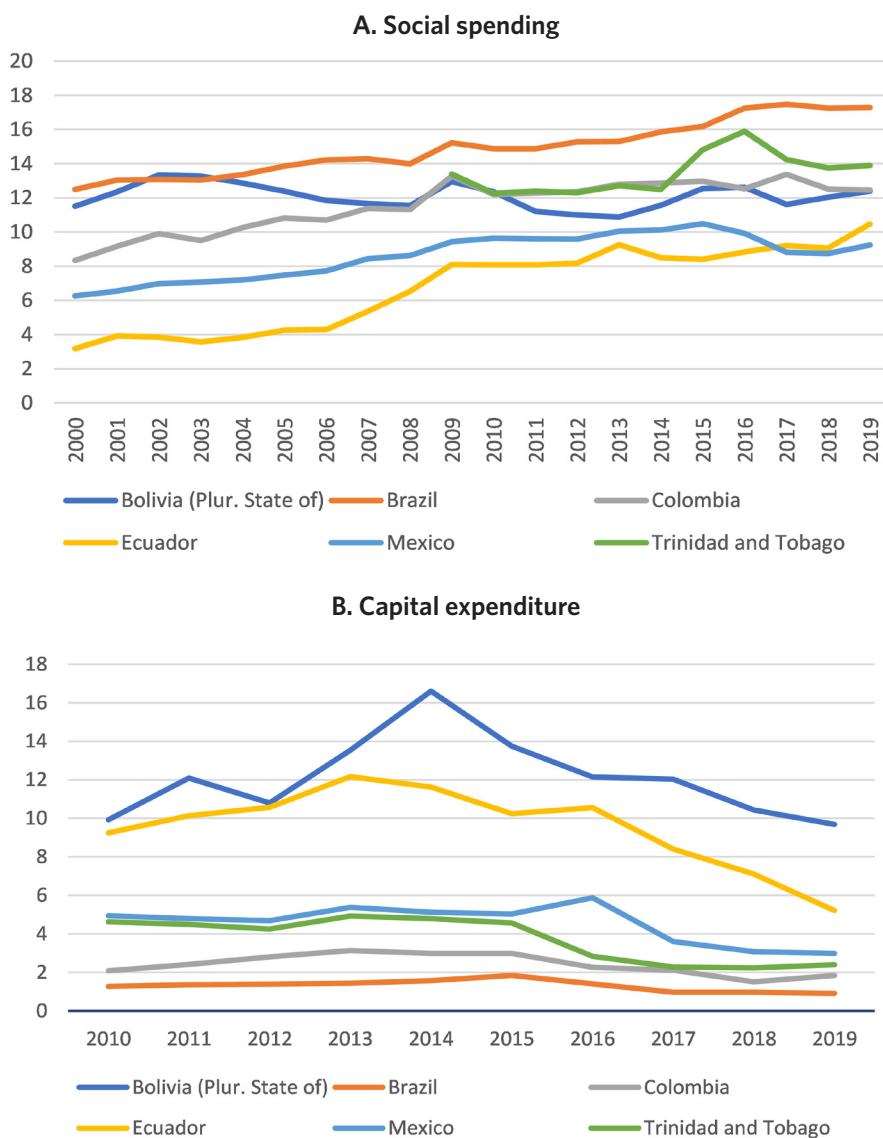 A. Social spending
20
18
16
14
12
10
8
6
4
2
0
2000 2001 2002 2003 2004 2005 2006 2007 2008 2009 2010 2011 2012 2013 2014 2015 2016 2017 2018 2019
Bolivia (Plur. State of) Brazil Colombia
Ecuador Mexico Trinidad and Tobago
B. Capital expenditure
18
16
14
12
10
8
6
4
2
0
2010 2011 2012 2013 2014 2015 2016 2017 2018 2019
Bolivia (Plur. State of) Brazil Colombia
Ecuador Mexico Trinidad and Tobago